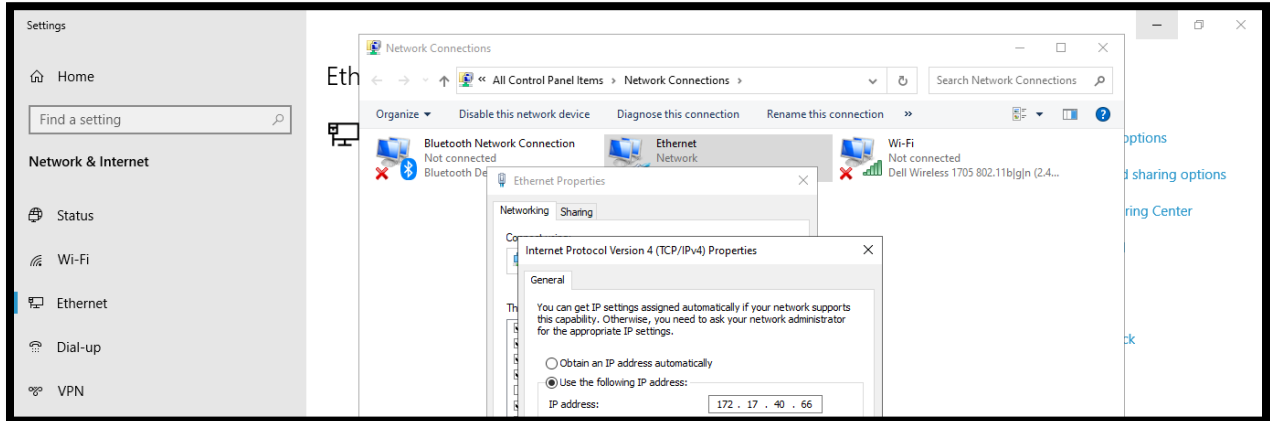 Settings
Home
Find a setting
Network & Internet
Status
Wi-Fi
Ethernet
Dial-up
VPN
Eth
Network Connections
« All Control Panel Items › Network Connections ›
Search Network Connections
Organize Disable this network device Diagnose this connection Rename this connection »
Bluetooth Network Connection
Not connected
Bluetooth De
Ethernet
Network
Wi-Fi
Not connected
Dell Wireless 1705 802.11b|g|n (2.4...
Ethernet Properties
Networking Sharing
Internet Protocol Version 4 (TCP/IPv4) Properties
General
Th
You can get IP settings assigned automatically if your network supports
this capability. Otherwise, you need to ask your network administrator
for the appropriate IP settings.
Obtain an IP address automatically
Use the following IP address:
IP address: 172 . 17 . 40 . 66
options
d sharing options
ring Center
ck